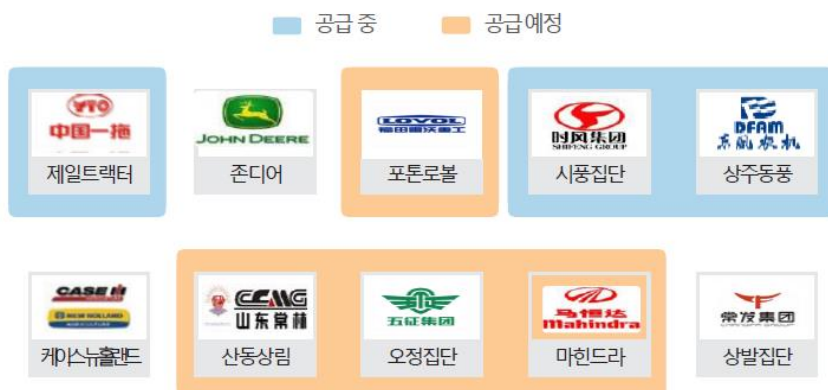 공급 중 공급예정
YTO
中国一拖
제일트랙터
JOHN DEERE
존디어
LOVOL
福田雷沃重工
포톤로볼
时风集团
SHIFENG GROUP
시풍집단
DFAM
东风农机
상주동풍
CASE IH
NEW HOLLAND
AGRICULTURE
케이스뉴홀랜드
山东常林
산동상림
五征集团
오정집단
马恒达
Mahindra
마힌드라
常发集团
상발집단